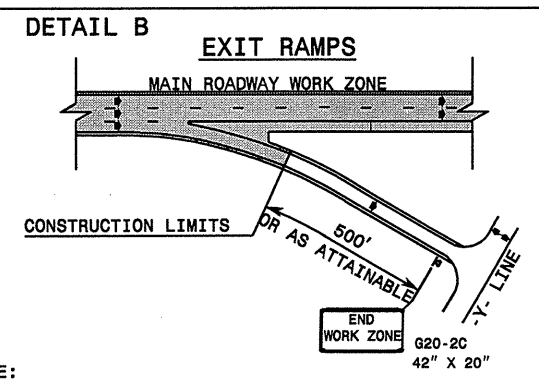 DETAIL B
EXIT RAMPS
MAIN ROADWAY WORK ZONE
CONSTRUCTION LIMITS
500'
OR AS ATTAINABLE
-Y- LINE
END
WORK ZONE
G20-2C
42" X 20"
E: